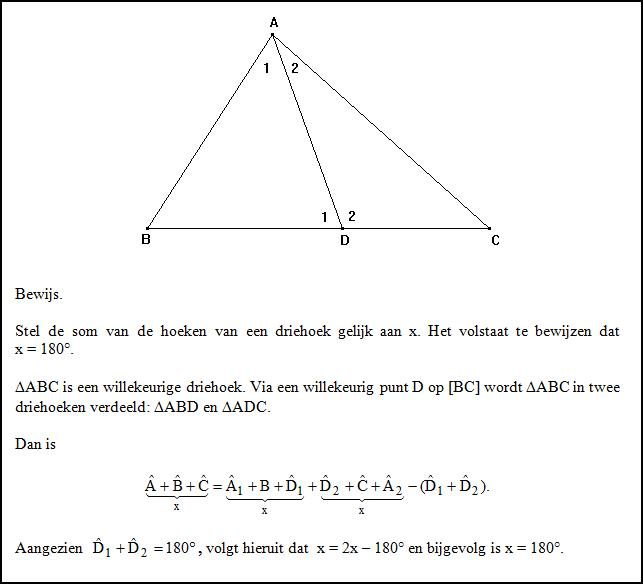 A
1 2
1 2
B D C
Bewijs.
Stel de som van de hoeken van een driehoek gelijk aan x. Het volstaat te bewijzen dat
x = 180°.
ΔABC is een willekeurige driehoek. Via een willekeurig punt D op [BC] wordt ΔABC in twee
driehoeken verdeeld: ΔABD en ΔADC.
Dan is
Â + B̂ + Ĉ = Â₁ + B + D̂₁ + D̂₂ + Ĉ + Â₂ − (D̂₁ + D̂₂).
x x x
Aangezien D̂₁ + D̂₂ = 180°, volgt hieruit dat x = 2x − 180° en bijgevolg is x = 180°.